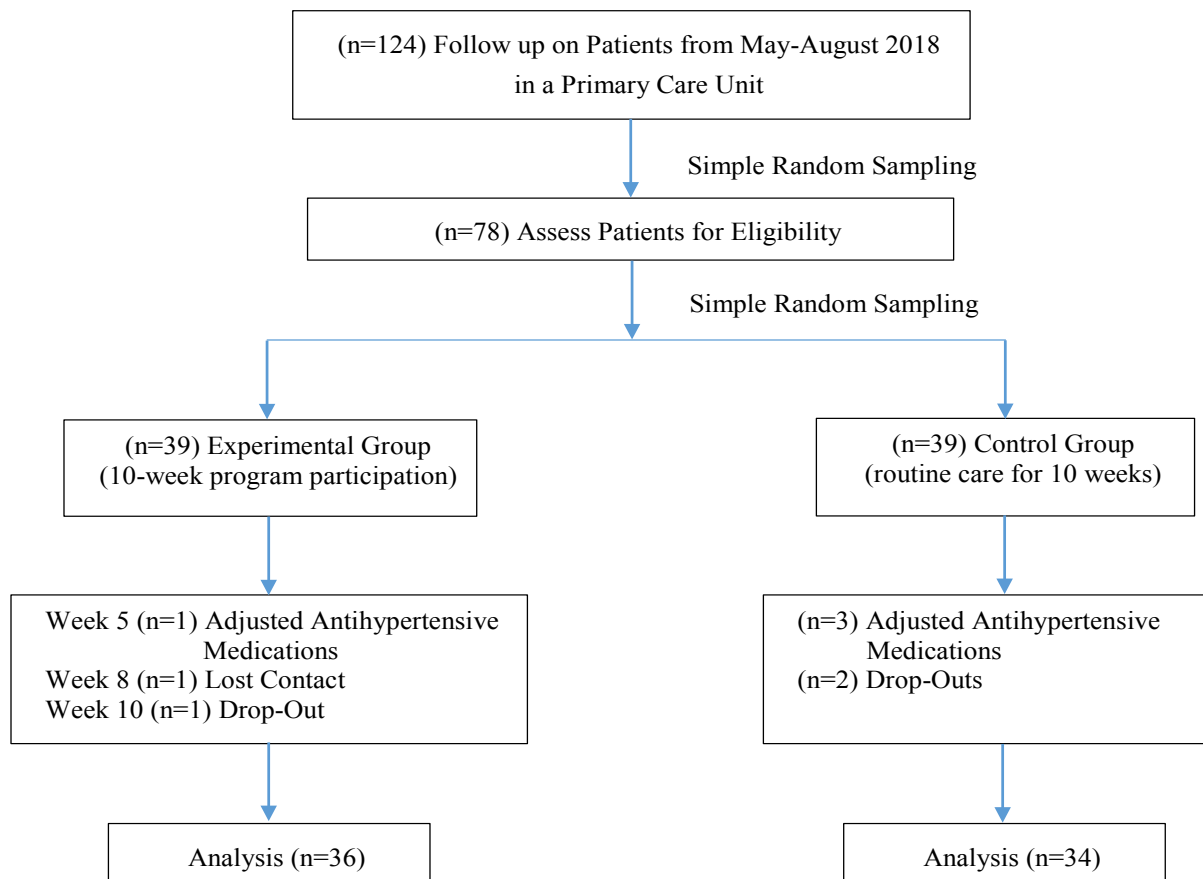 (n=124) Follow up on Patients from May-August 2018
in a Primary Care Unit
Simple Random Sampling
(n=78) Assess Patients for Eligibility
Simple Random Sampling
(n=39) Experimental Group
(10-week program participation)
(n=39) Control Group
(routine care for 10 weeks)
Week 5 (n=1) Adjusted Antihypertensive
Medications
Week 8 (n=1) Lost Contact
Week 10 (n=1) Drop-Out
(n=3) Adjusted Antihypertensive
Medications
(n=2) Drop-Outs
Analysis (n=36)
Analysis (n=34)